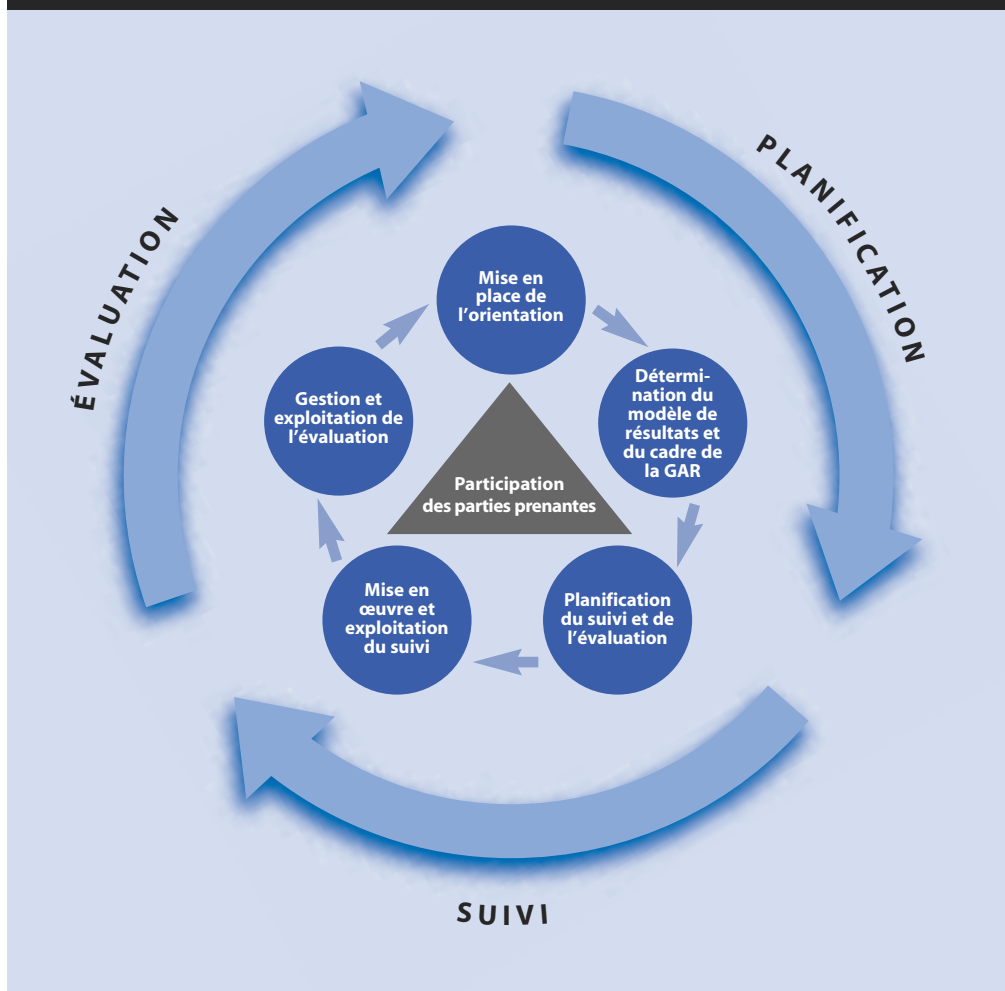 PLANIFICATION
ÉVALUATION
Mise en
place de
l’orientation
Détermi-
nation du
modèle de
résultats et
du cadre de
la GAR
Gestion et
exploitation de
l’évaluation
Participation
des parties prenantes
Mise en
œuvre et
exploitation
du suivi
Planification
du suivi et de
l’évaluation
SUIVI